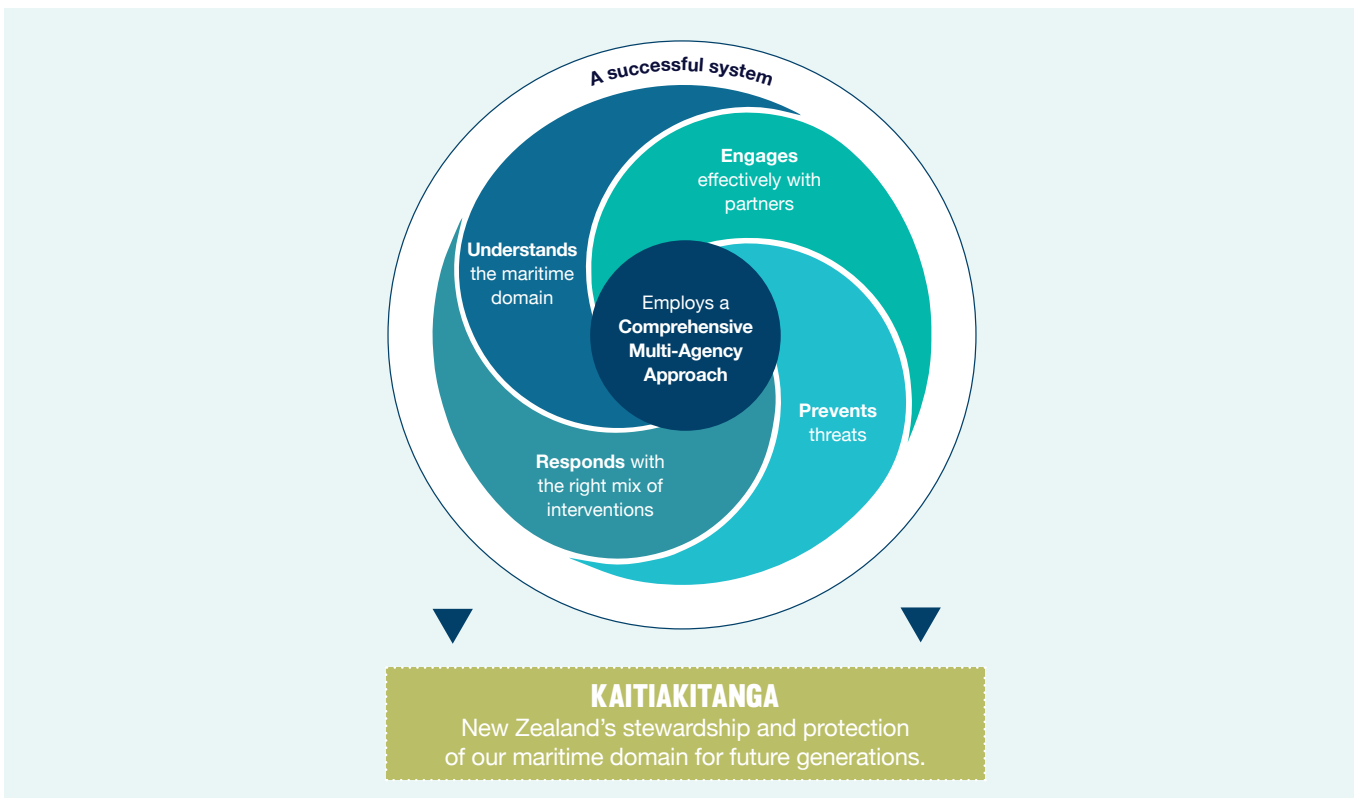 A successful system
Engages
effectively with
partners
Understands
the maritime
domain
Employs a
Comprehensive
Multi-Agency
Approach
Prevents
threats
Responds with
the right mix of
interventions
KAITIAKITANGA
New Zealand’s stewardship and protection
of our maritime domain for future generations.